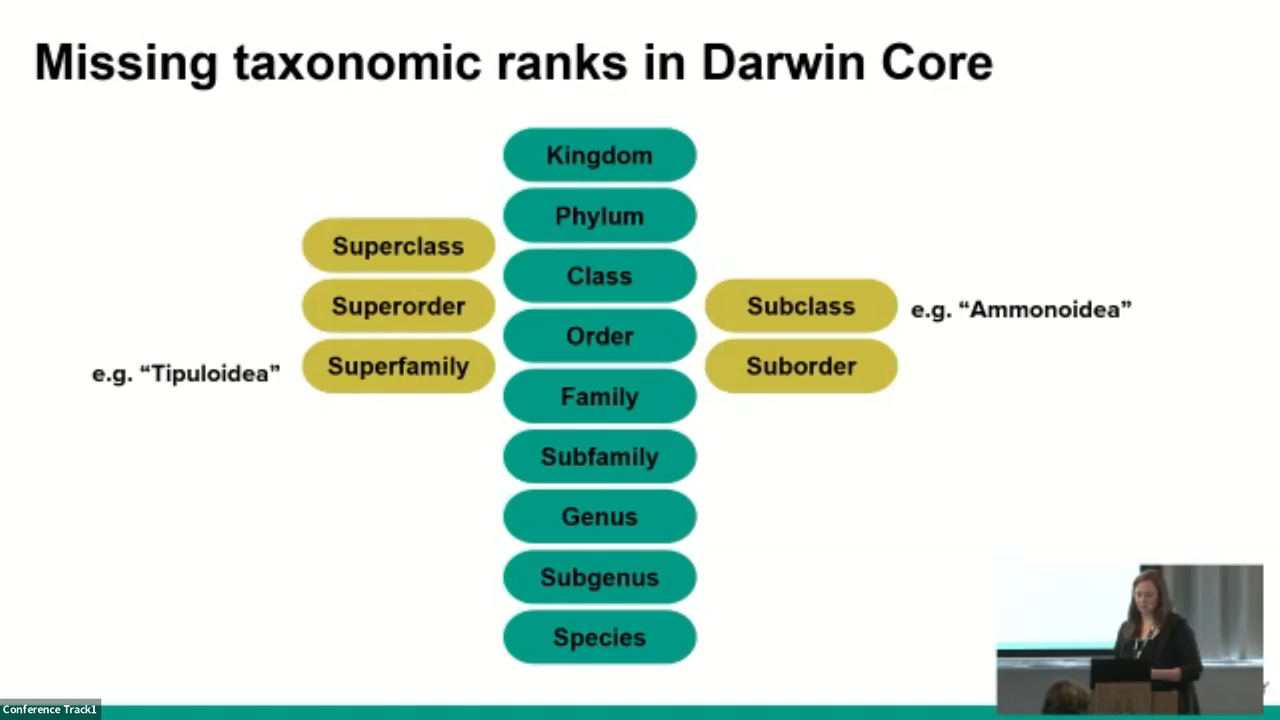 Missing taxonomic ranks in Darwin Core
Kingdom
Phylum
Superclass
Class
Superorder
Subclass
e.g. “Ammonoidea”
Order
e.g. “Tipuloidea”
Superfamily
Suborder
Family
Subfamily
Genus
Subgenus
Species
Conference Track1